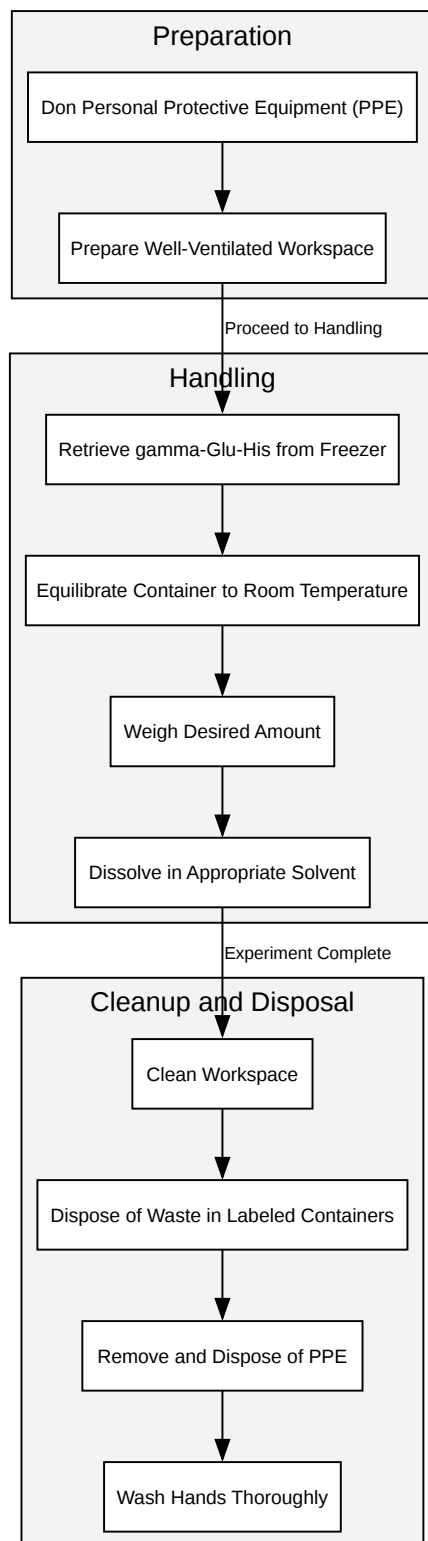 Preparation
Don Personal Protective Equipment (PPE)
Prepare Well-Ventilated Workspace
Proceed to Handling
Handling
Retrieve gamma-Glu-His from Freezer
Equilibrate Container to Room Temperature
Weigh Desired Amount
Dissolve in Appropriate Solvent
Experiment Complete
Cleanup and Disposal
Clean Workspace
Dispose of Waste in Labeled Containers
Remove and Dispose of PPE
Wash Hands Thoroughly